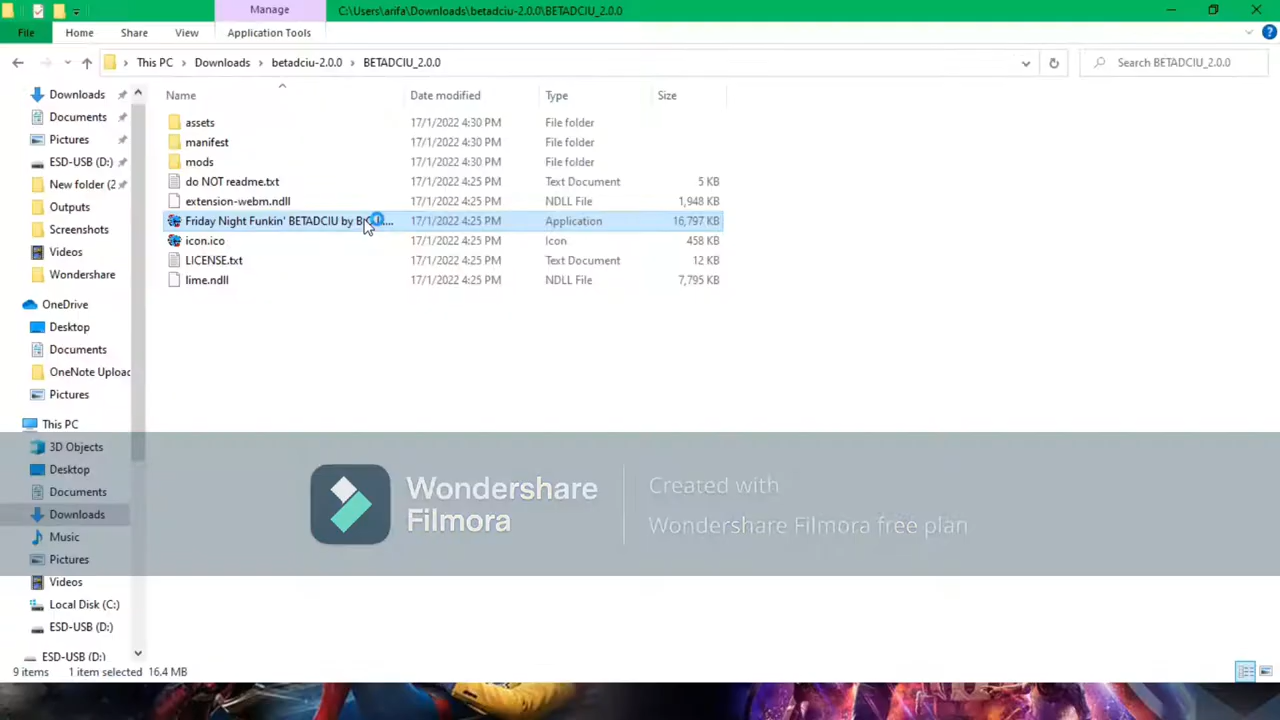 Manage
C:\Users\arifa\Downloads\betadciu-2.0.0\BETADCIU_2.0.0
File
Home
Share
View
Application Tools
This PC
Downloads
betadciu-2.0.0
BETADCIU_2.0.0
Search BETADCIU_2.0.0
Name
Date modified
Type
Size
assets 17/1/2022 4:30 PM File folder
manifest 17/1/2022 4:30 PM File folder
mods 17/1/2022 4:30 PM File folder
do NOT readme.txt 17/1/2022 4:25 PM Text Document 5 KB
extension-webm.ndll 17/1/2022 4:25 PM NDLL File 1,948 KB
Friday Night Funkin' BETADCIU by 17/1/2022 4:25 PM Application 16,797 KB
icon.ico 17/1/2022 4:25 PM Icon 458 KB
LICENSE.txt 17/1/2022 4:25 PM Text Document 12 KB
lime.ndll 17/1/2022 4:25 PM NDLL File 7,795 KB
Downloads
Documents
Pictures
ESD-USB (D:)
New folder (2
Outputs
Screenshots
Videos
Wondershare
OneDrive
Desktop
Documents
OneNote Upload
Pictures
This PC
3D Objects
Desktop
Documents
Downloads
Music
Pictures
Videos
Local Disk (C:)
ESD-USB (D:)
ESD-USB (D:)
Wondershare
Filmora
Created with
Wondershare Filmora free plan
9 items 1 item selected 16.4 MB